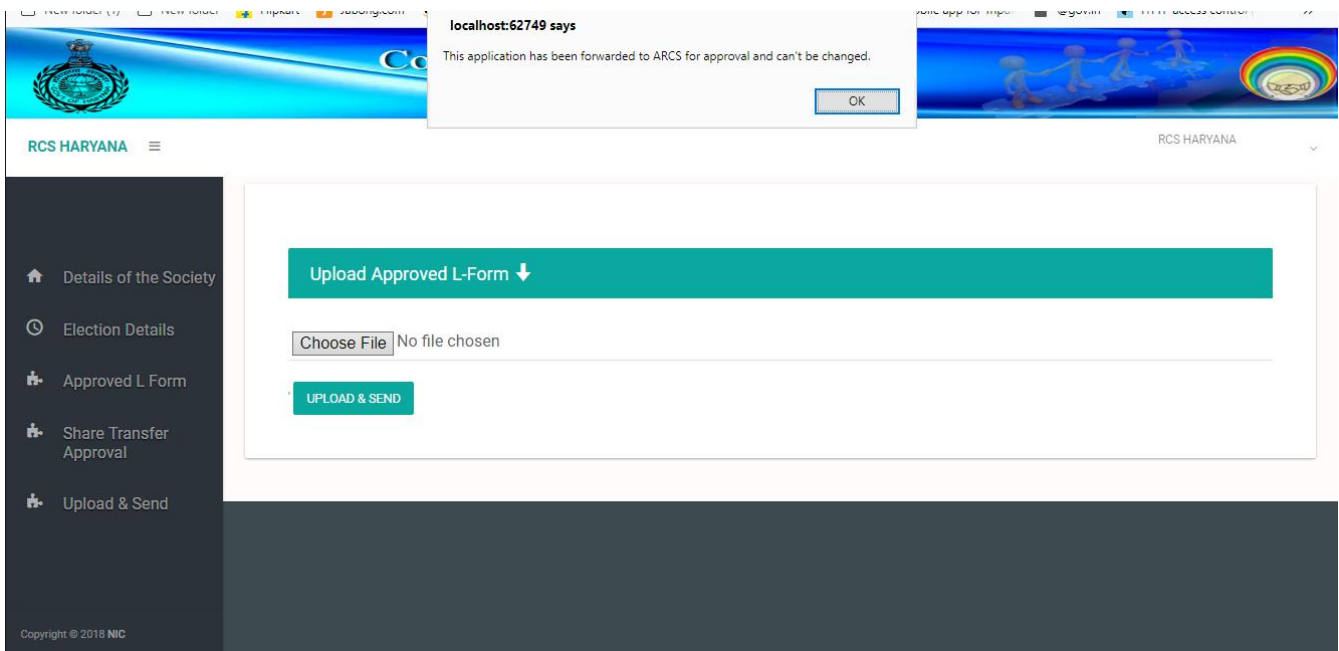 localhost:62749 says
This application has been forwarded to ARCS for approval and can't be changed.
OK
Co
RCS HARYANA
RCS HARYANA
Details of the Society
Election Details
Approved L Form
Share Transfer
Approval
Upload & Send
Upload Approved L-Form
Choose File No file chosen
UPLOAD & SEND
Copyright © 2018 NIC